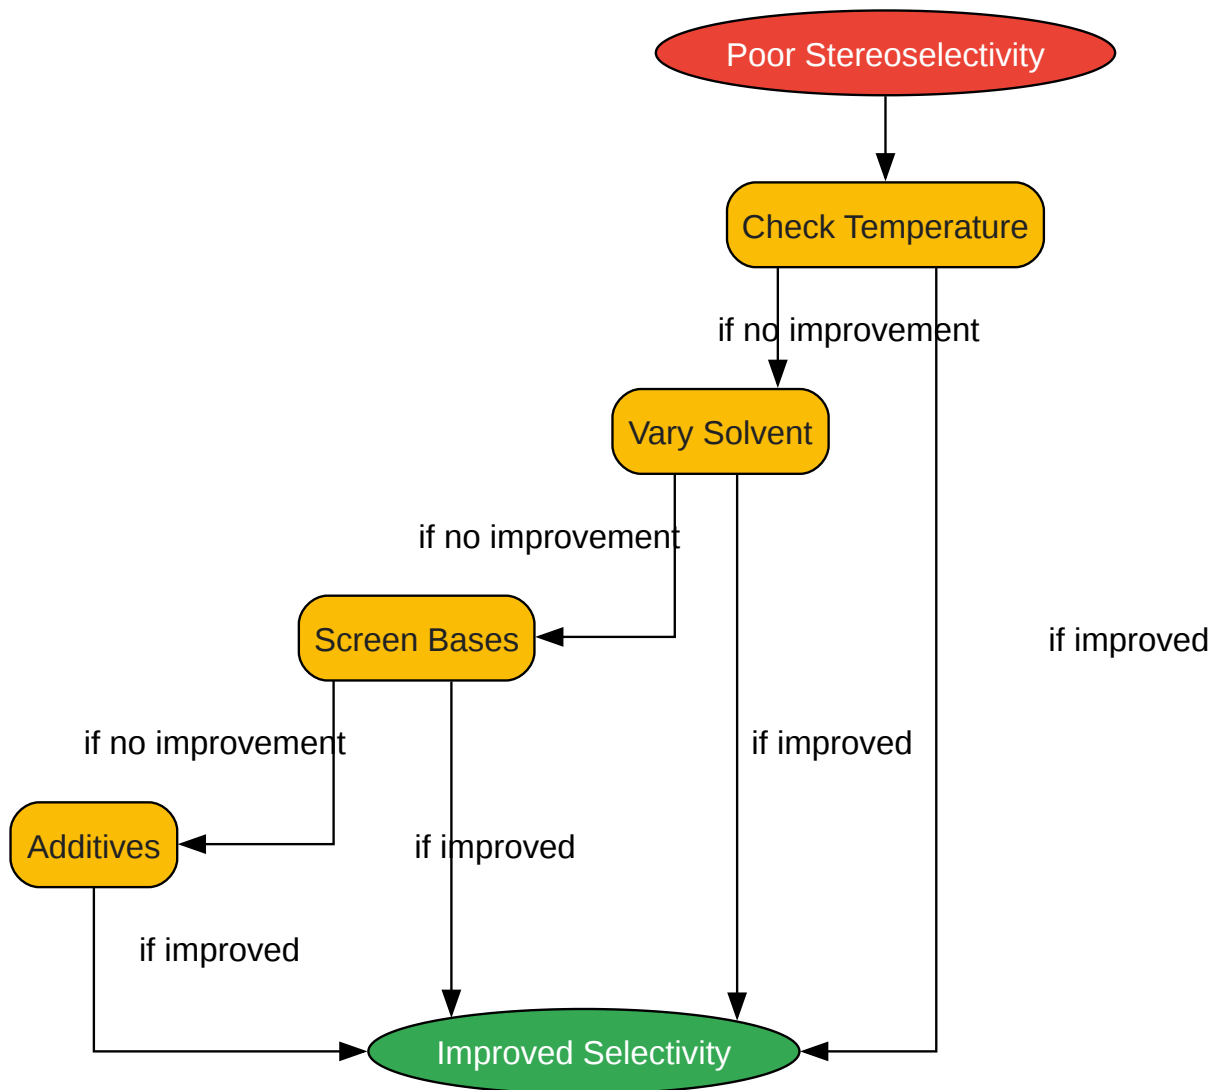 Poor Stereoselectivity
Check Temperature
if no improvement
Vary Solvent
if no improvement
Screen Bases
if improved
if no improvement
if improved
Additives
if improved
if improved
Improved Selectivity